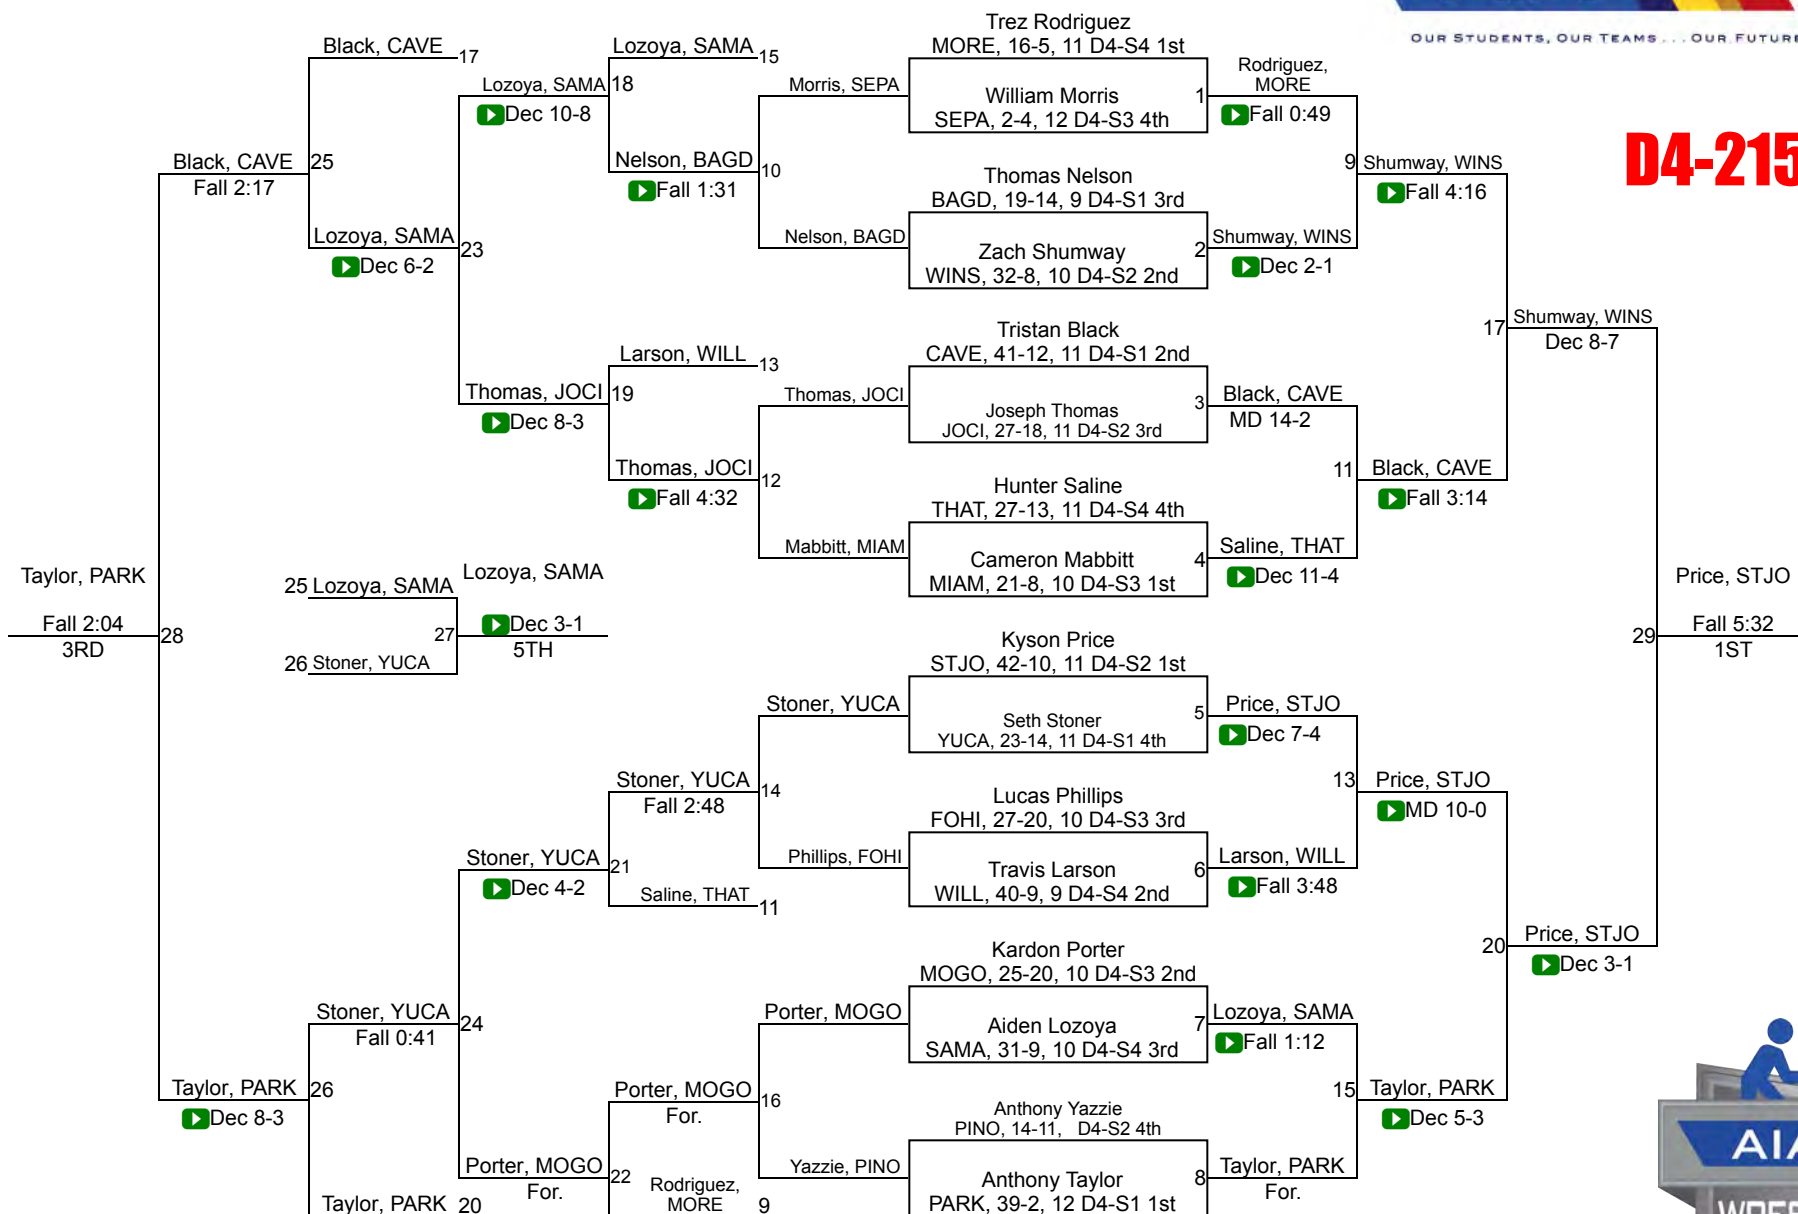 OUR STUDENTS, OUR TEAMS . . . OUR FUTURE
D4-215
Black, CAVE
17
Lozoya, SAMA
18
Dec 10-8
Lozoya, SAMA
15
Black, CAVE
25
Fall 2:17
Nelson, BAGD
10
Fall 1:31
Lozoya, SAMA
23
Dec 6-2
Larson, WILL
13
Thomas, JOCI
19
Dec 8-3
Thomas, JOCI
12
Fall 4:32
Taylor, PARK
Fall 2:04
28
3RD
25 Lozoya, SAMA
Lozoya, SAMA
27
Dec 3-1
5TH
26 Stoner, YUCA
Stoner, YUCA
14
Fall 2:48
Stoner, YUCA
21
Dec 4-2
Saline, THAT
11
Stoner, YUCA
24
Fall 0:41
Taylor, PARK
26
Dec 8-3
Porter, MOGO
16
For.
Porter, MOGO
22
For.
Rodriguez,
MORE
9
Taylor, PARK 20
Morris, SEPA
Nelson, BAGD
Thomas, JOCI
Mabbitt, MIAM
Stoner, YUCA
Phillips, FOHI
Porter, MOGO
Yazzie, PINO
Trez Rodriguez
MORE, 16-5, 11 D4-S4 1st
William Morris
1
SEPA, 2-4, 12 D4-S3 4th
Thomas Nelson
BAGD, 19-14, 9 D4-S1 3rd
Zach Shumway
2
WINS, 32-8, 10 D4-S2 2nd
Tristan Black
CAVE, 41-12, 11 D4-S1 2nd
Joseph Thomas
3
JOCI, 27-18, 11 D4-S2 3rd
Hunter Saline
THAT, 27-13, 11 D4-S4 4th
Cameron Mabbitt
4
MIAM, 21-8, 10 D4-S3 1st
Kyson Price
STJO, 42-10, 11 D4-S2 1st
Seth Stoner
5
YUCA, 23-14, 11 D4-S1 4th
Lucas Phillips
FOHI, 27-20, 10 D4-S3 3rd
Travis Larson
6
WILL, 40-9, 9 D4-S4 2nd
Kardon Porter
MOGO, 25-20, 10 D4-S3 2nd
Aiden Lozoya
7
SAMA, 31-9, 10 D4-S4 3rd
Anthony Yazzie
PINO, 14-11, D4-S2 4th
Anthony Taylor
8
PARK, 39-2, 12 D4-S1 1st
Rodriguez,
MORE
Fall 0:49
9
Shumway, WINS
Fall 4:16
Shumway, WINS
Dec 2-1
17
Shumway, WINS
Dec 8-7
Black, CAVE
MD 14-2
11
Black, CAVE
Fall 3:14
Saline, THAT
Dec 11-4
Price, STJO
Fall 5:32
29
1ST
Price, STJO
Dec 7-4
13
Price, STJO
MD 10-0
Larson, WILL
Fall 3:48
20
Price, STJO
Dec 3-1
Lozoya, SAMA
Fall 1:12
15
Taylor, PARK
Dec 5-3
Taylor, PARK
For.
AIA